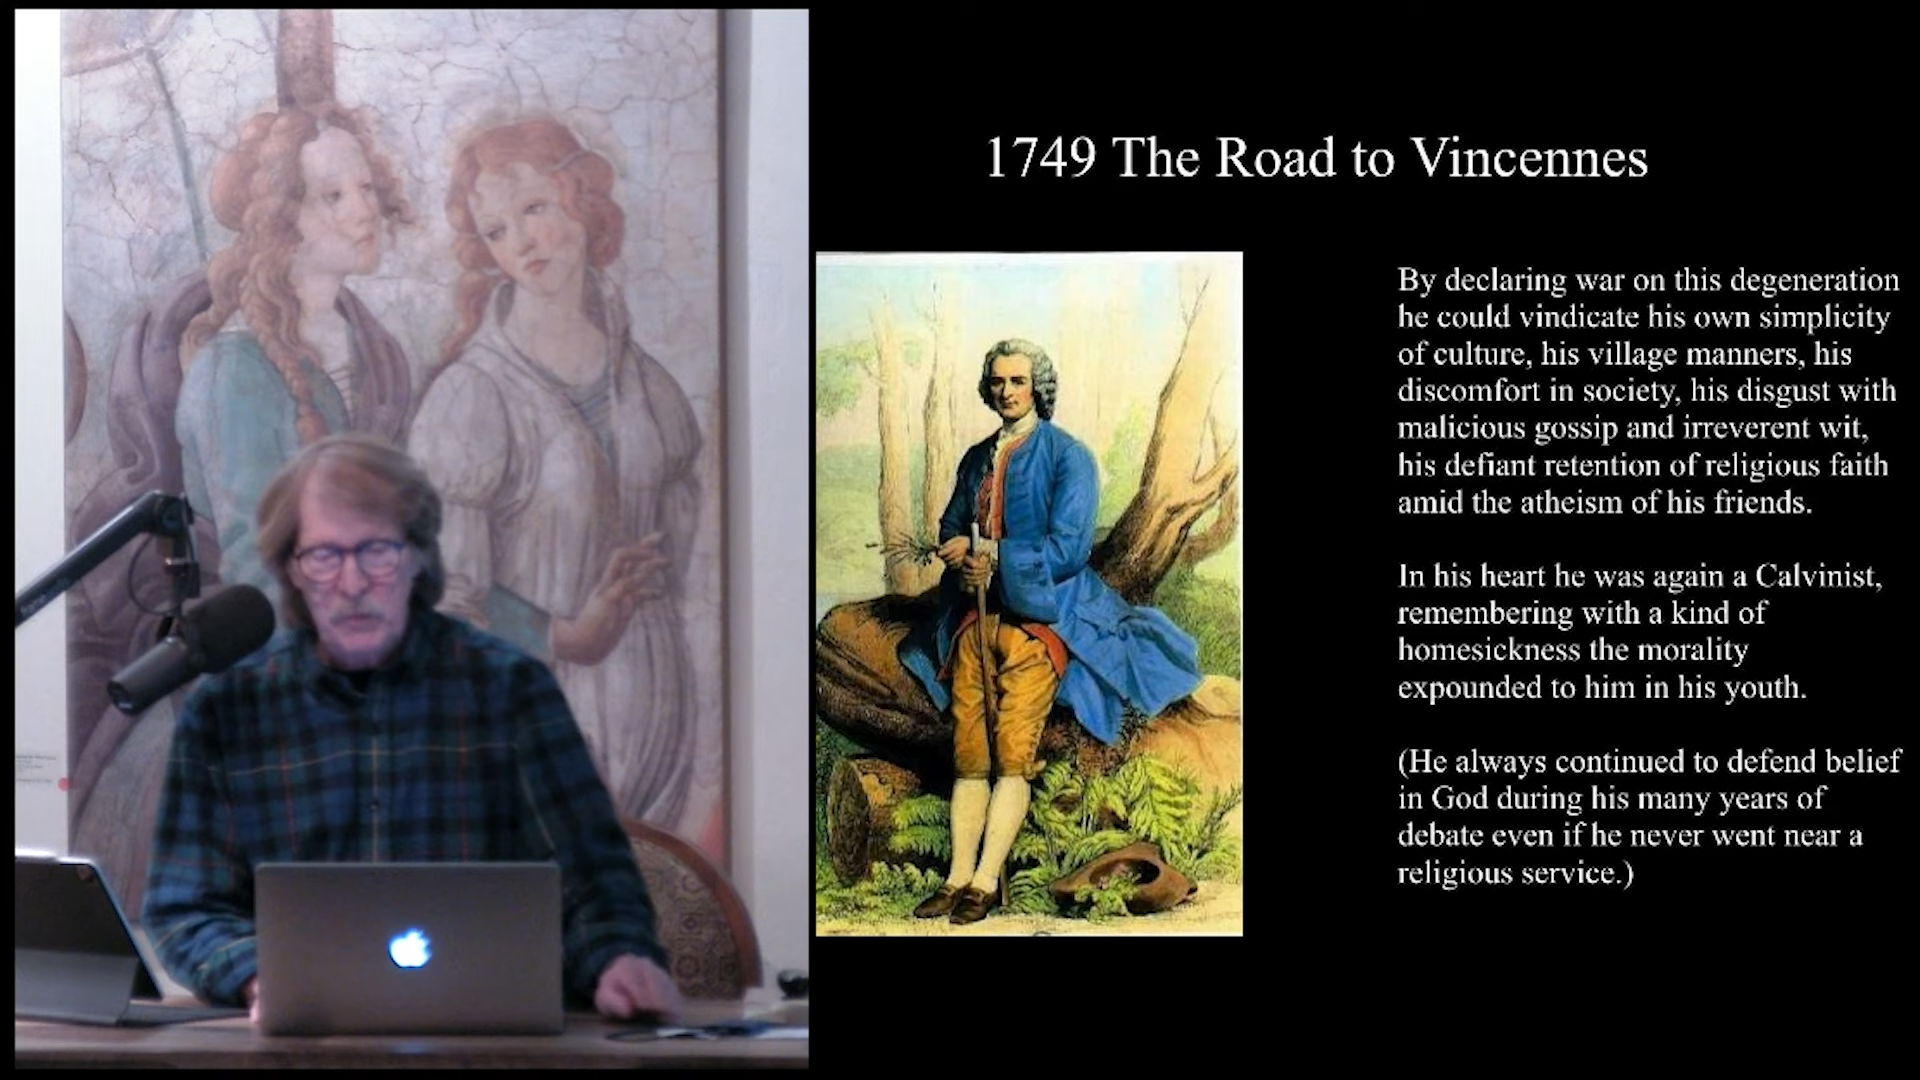 1749 The Road to Vincennes
By declaring war on this degeneration
he could vindicate his own simplicity
of culture, his village manners, his
discomfort in society, his disgust with
malicious gossip and irreverent wit,
his defiant retention of religious faith
amid the atheism of his friends.
In his heart he was again a Calvinist,
remembering with a kind of
homesickness the morality
expounded to him in his youth.
(He always continued to defend belief
in God during his many years of
debate even if he never went near a
religious service.)